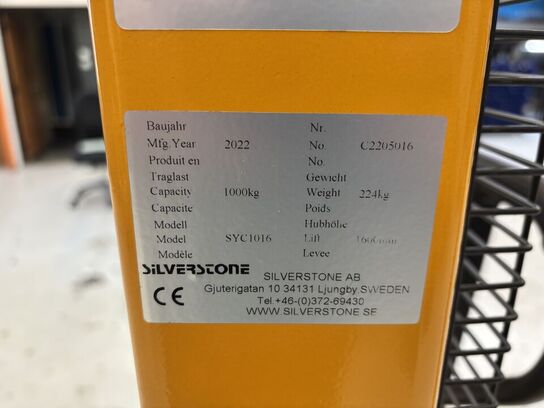 Baujahr Nr.
Mfg.Year 2022 No. C2205016
Produit en No.
Traglast Gewicht
Capacity 1000kg Weight 224kg
Capacite Poids
Modell Hubhöhe
Model SYC1016 Lift 1600mm
Modèle Levee
SILVERSTONE SILVERSTONE AB
CE Gjuterigatan 10 34131 Ljungby SWEDEN
Tel.+46-(0)372-69430
WWW.SILVERSTONE.SE